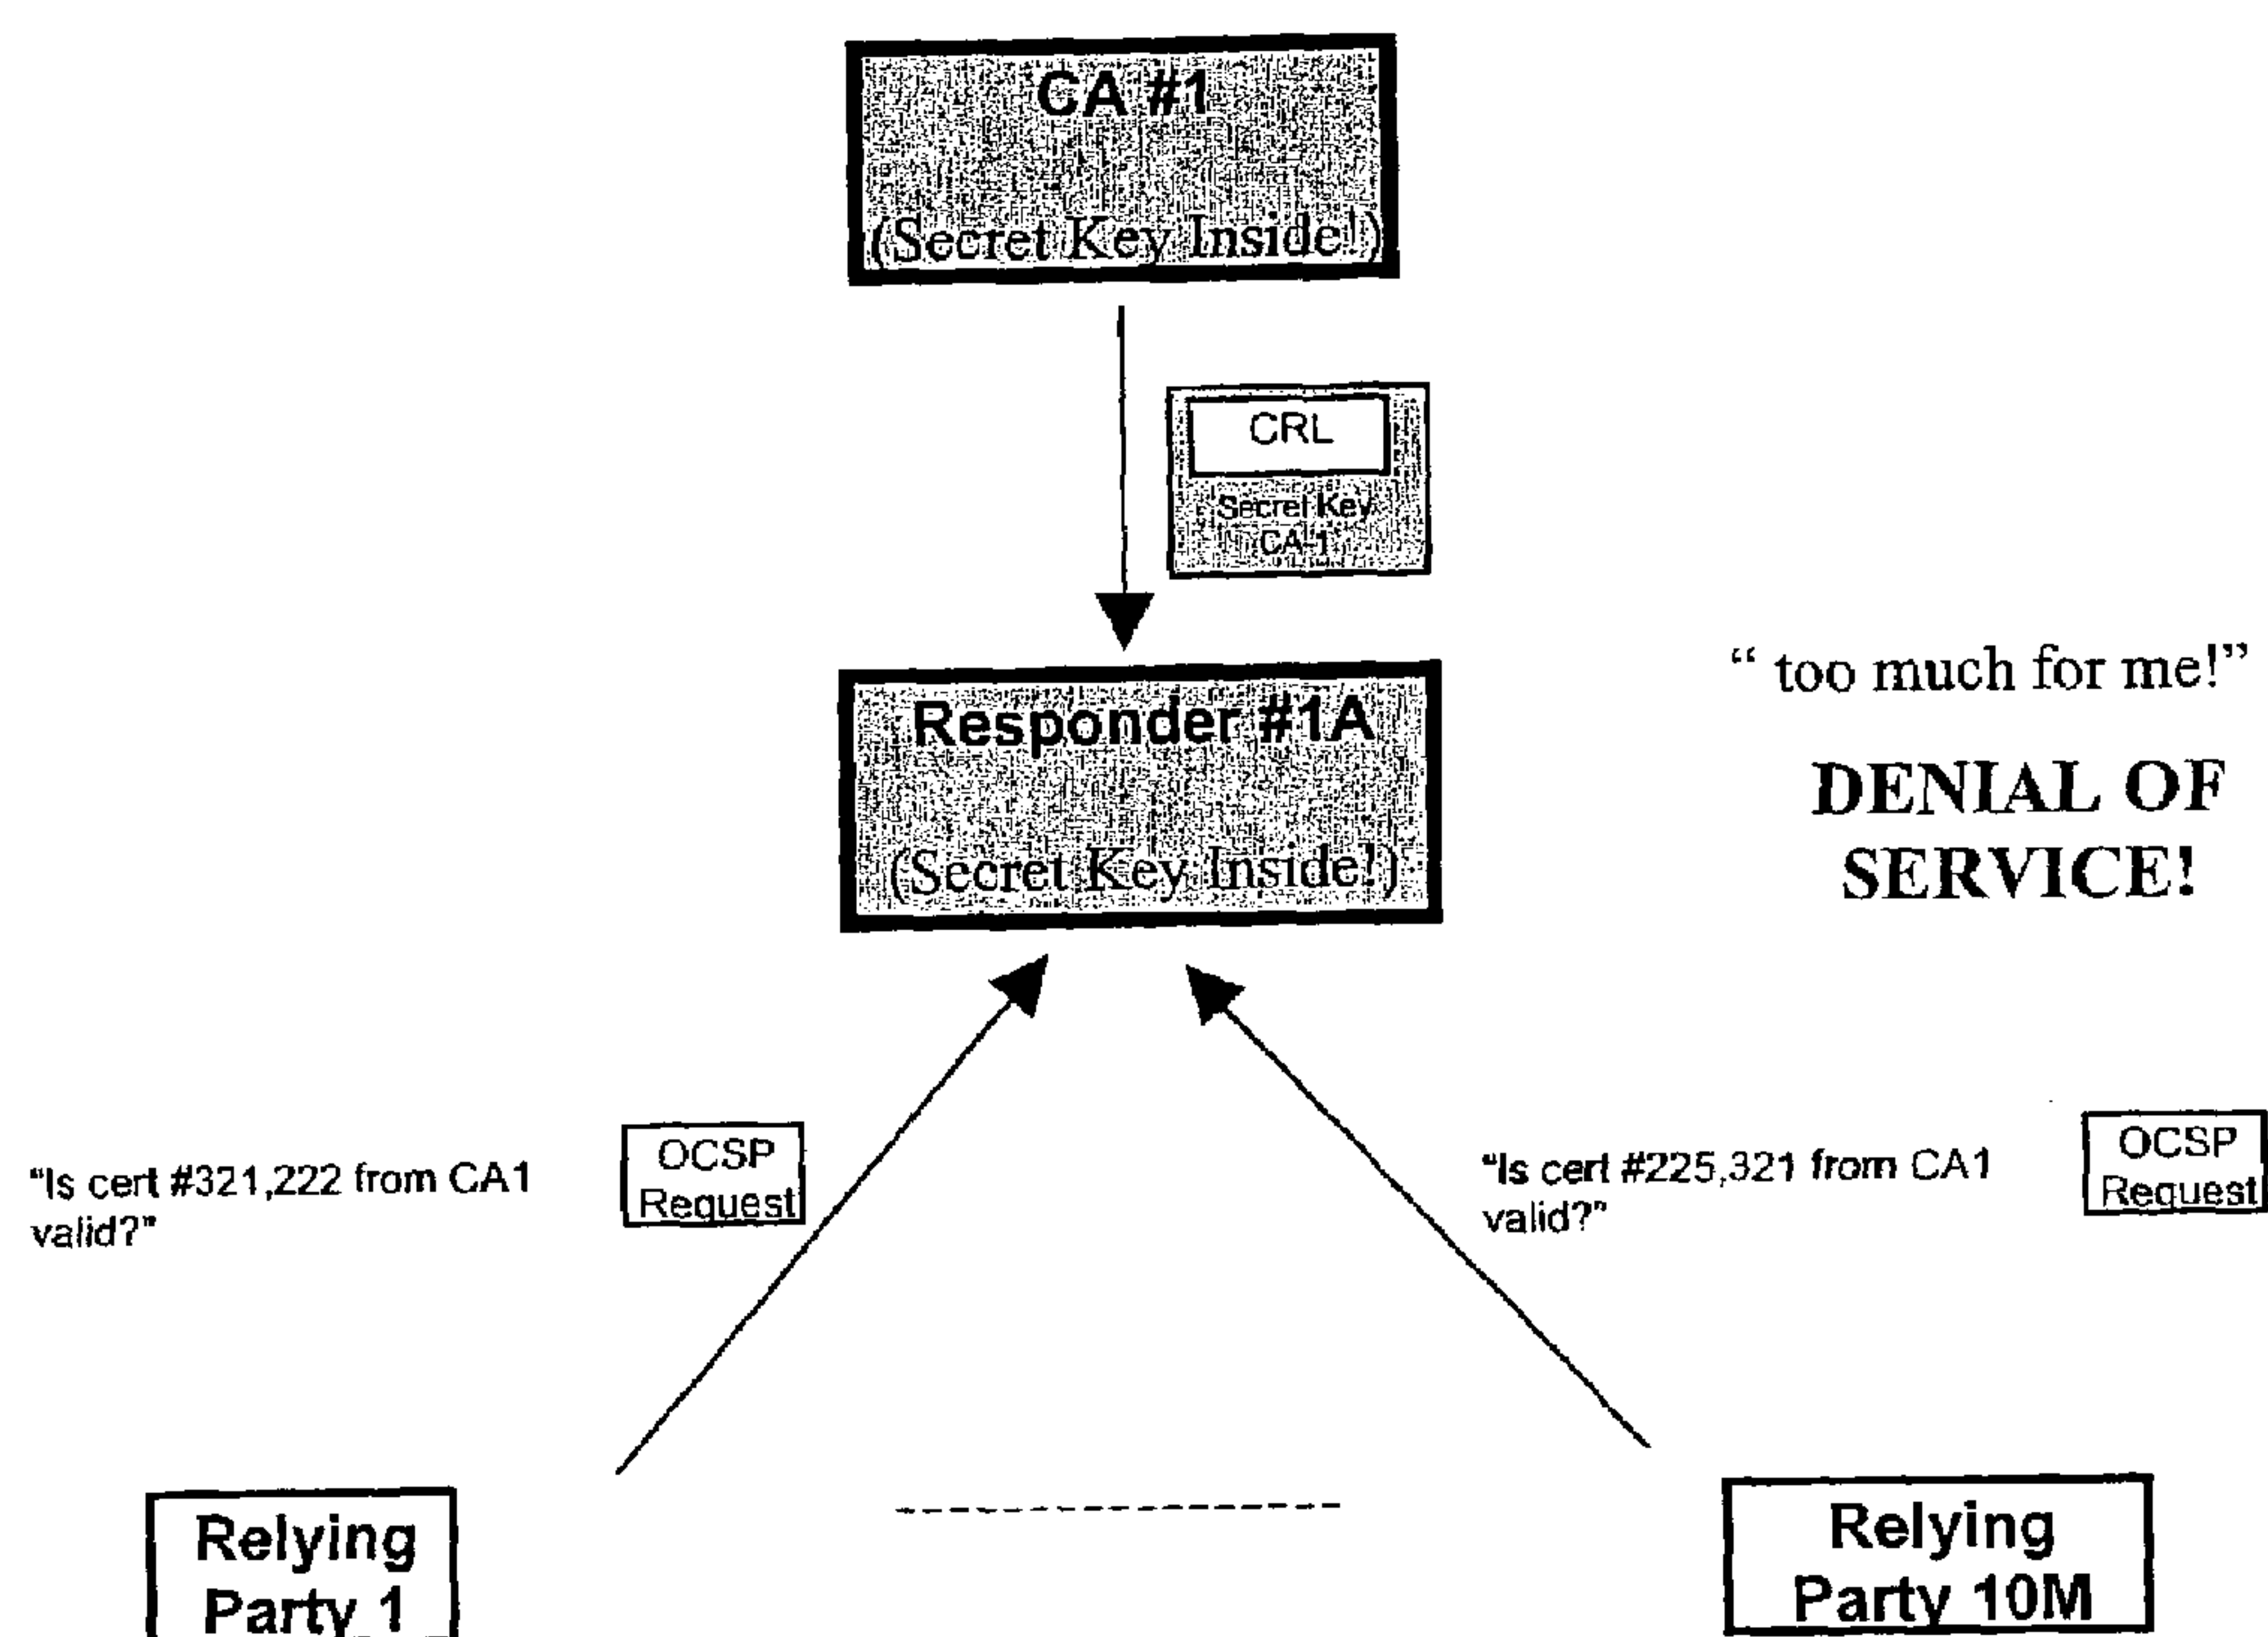 CA #1
(Secret Key Inside!)
CRL
Secret Key
CA-1
Responder #1A
(Secret Key Inside!)
“ too much for me!”
DENIAL OF
SERVICE!
"Is cert #321,222 from CA1
valid?"
OCSP
Request
"Is cert #225,321 from CA1
valid?"
OCSP
Request
Relying
Party 1
Relying
Party 10M